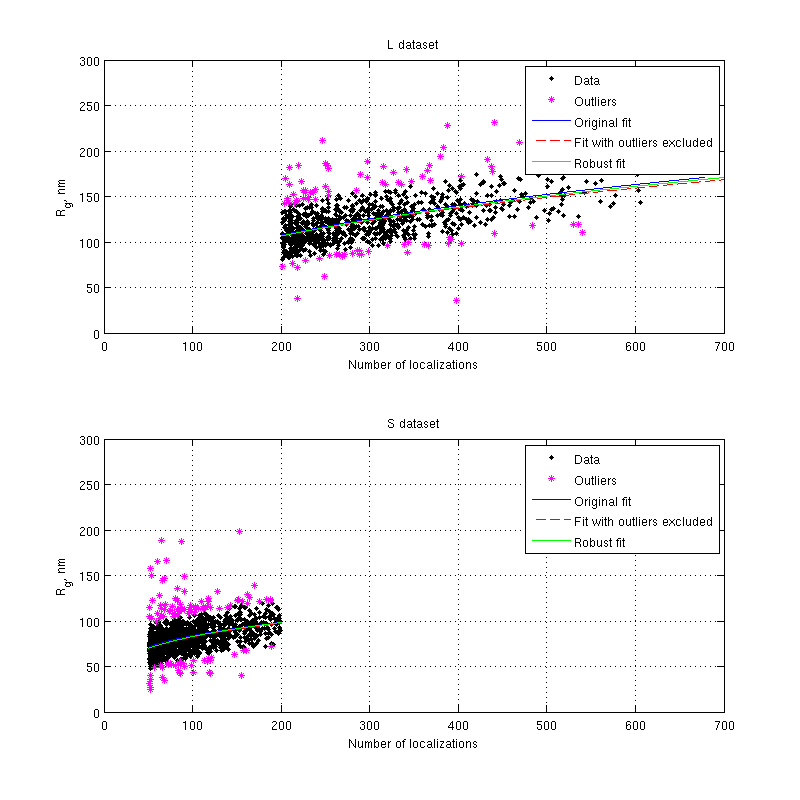 L dataset
300
250
200
150
100
50
0
Rg, nm
Data
Outliers
Original fit
Fit with outliers excluded
Robust fit
0 100 200 300 400 500 600 700
Number of localizations
S dataset
300
250
200
150
100
50
0
Rg, nm
Data
Outliers
Original fit
Fit with outliers excluded
Robust fit
0 100 200 300 400 500 600 700
Number of localizations